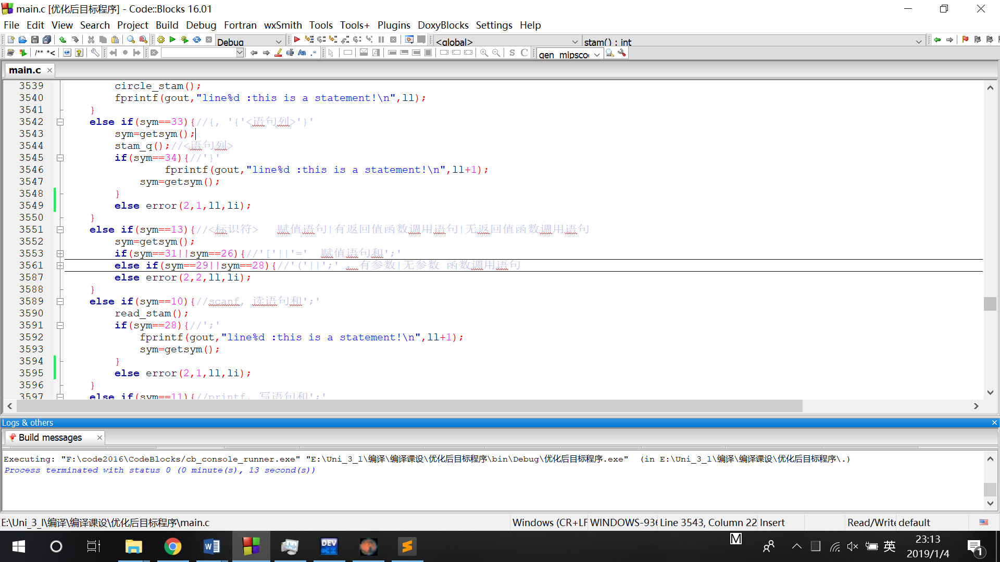 main.c [优化后目标程序] - Code::Blocks 16.01
File Edit View Search Project Build Debug Fortran wxSmith Tools Tools+ Plugins DoxyBlocks Settings Help
Debug <global> stam() : int
/** *< Aa .* S C gen_mipscod
main.c
3539 circle_stam();
3540 fprintf(gout,"line%d :this is a statement!\n",ll);
3541 }
3542 else if(sym==33){//{, '{'<语句列>'}'
3543 sym=getsym();
3544 stam_q();//<语句列>
3545 if(sym==34){//'}'
3546 fprintf(gout,"line%d :this is a statement!\n",ll+1);
3547 sym=getsym();
3548 }
3549 else error(2,1,ll,li);
3550 }
3551 else if(sym==13){//<标识符> 赋值语句|有返回值函数调用语句|无返回值函数调用语句
3552 sym=getsym();
3553 if(sym==31||sym==26){//'['||'=' 赋值语句和';'
3561 else if(sym==29||sym==28){//'('||';' ，有参数|无参数 函数调用语句
3587 else error(2,2,ll,li);
3588 }
3589 else if(sym==10){//scanf, 读语句和';'
3590 read_stam();
3591 if(sym==28){//';'
3592 fprintf(gout,"line%d :this is a statement!\n",ll+1);
3593 sym=getsym();
3594 }
3595 else error(2,1,ll,li);
3596 }
3597 else if(sym==11){//printf, 写语句和';'
Logs & others
Build messages
Executing: "F:\code2016\CodeBlocks/cb_console_runner.exe" "E:\Uni_3_l\编译\编译课设\优化后目标程序\bin\Debug\优化后目标程序.exe" (in E:\Uni_3_l\编译\编译课设\优化后目标程序\.)
Process terminated with status 0 (0 minute(s), 13 second(s))
E:\Uni_3_l\编译\编译课设\优化后目标程序\main.c Windows (CR+LF WINDOWS-936 Line 3543, Column 22 Insert Read/Write default
DEV C++ M 英
23:13
2019/1/4
1